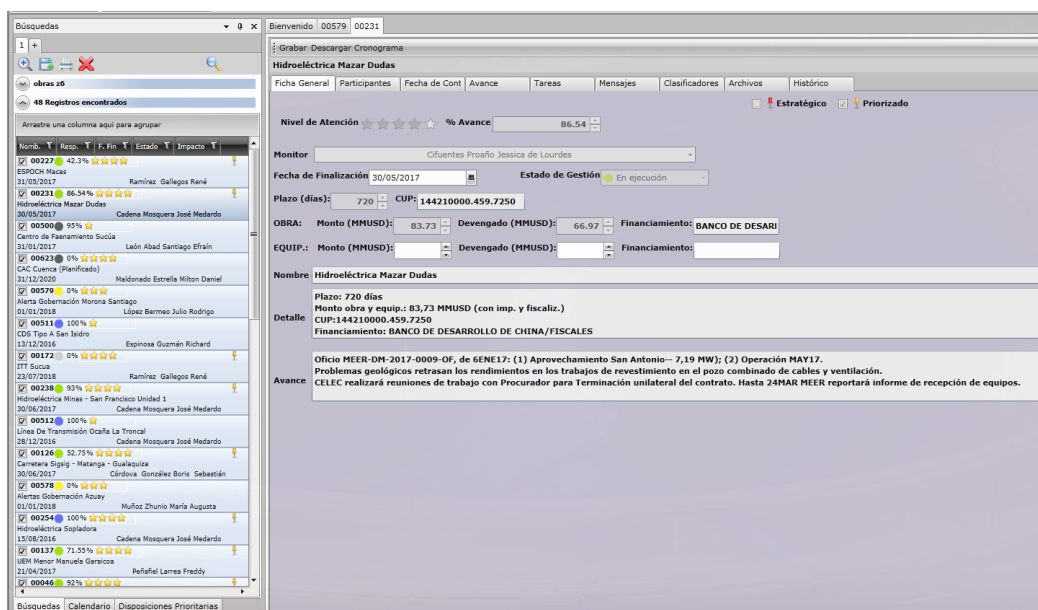 Búsquedas
1 +
obras z6
48 Registros encontrados
Arrastre una columna aqui para agrupar
Nomb. Resp. F. Fin Estado Impacto
00227 42.3%
ESPOCH Macas
31/05/2017 Ramírez Gallegos René
00231 86.54%
Hidroeléctrica Mazar Dudas
30/05/2017 Cadena Mosquera José Medardo
00500 95%
Centro de Faenamiento Sucúa
31/01/2017 León Abad Santiago Efraín
00623 0%
CAC Cuenca (Planificado)
31/12/2020 Maldonado Estrella Milton Daniel
00579 0%
Alerta Gobernación Morona Santiago
01/01/2018 López Bermeo Julio Rodrigo
00511 100%
CDS Tipo A San Isidro
13/12/2016 Espinosa Guzmán Richard
00172 0%
ITT Sucua
23/07/2018 Ramírez Gallegos René
00238 93%
Hidroeléctrica Minas - San Francisco Unidad 1
30/06/2017 Cadena Mosquera José Medardo
00512 100%
Línea De Transmisión Ocaña La Troncal
28/12/2016 Cadena Mosquera José Medardo
00126 52.75%
Carretera Sigsig - Matanga - Gualaquiza
30/06/2017 Córdova González Boris Sebastián
00578 0%
Alertas Gobernación Azuay
01/01/2018 Muñoz Zhunio María Augusta
00254 100%
Hidroeléctrica Sopladora
15/08/2016 Cadena Mosquera José Medardo
00137 71.55%
UEM Menor Manuela Garaicoa
21/04/2017 Peñafiel Larrea Freddy
00046 92%
Búsquedas Calendario Disposiciones Prioritarias
Bienvenido 00579 00231
Grabar Descargar Cronograma
Hidroeléctrica Mazar Dudas
Ficha General Participantes Fecha de Cont Avance Tareas Mensajes Clasificadores Archivos Histórico
Estratégico Priorizado
Nivel de Atención % Avance 86.54
Monitor Cifuentes Proaño Jessica de Lourdes
Fecha de Finalización 30/05/2017 Estado de Gestión En ejecución
Plazo (días): 720 CUP: 144210000.459.7250
OBRA: Monto (MMUSD): 83.73 Devengado (MMUSD): 66.97 Financiamiento: BANCO DE DESARI
EQUIP.: Monto (MMUSD): Devengado (MMUSD): Financiamiento:
Nombre Hidroeléctrica Mazar Dudas
Detalle
Plazo: 720 días
Monto obra y equip.: 83,73 MMUSD (con imp. y fiscaliz.)
CUP:144210000.459.7250
Financiamiento: BANCO DE DESARROLLO DE CHINA/FISCALES
Avance
Oficio MEER-DM-2017-0009-OF, de 6ENE17: (1) Aprovechamiento San Antonio-- 7,19 MW); (2) Operación MAY17.
Problemas geológicos retrasan los rendimientos en los trabajos de revestimiento en el pozo combinado de cables y ventilación.
CELEC realizará reuniones de trabajo con Procurador para Terminación unilateral del contrato. Hasta 24MAR MEER reportará informe de recepción de equipos.